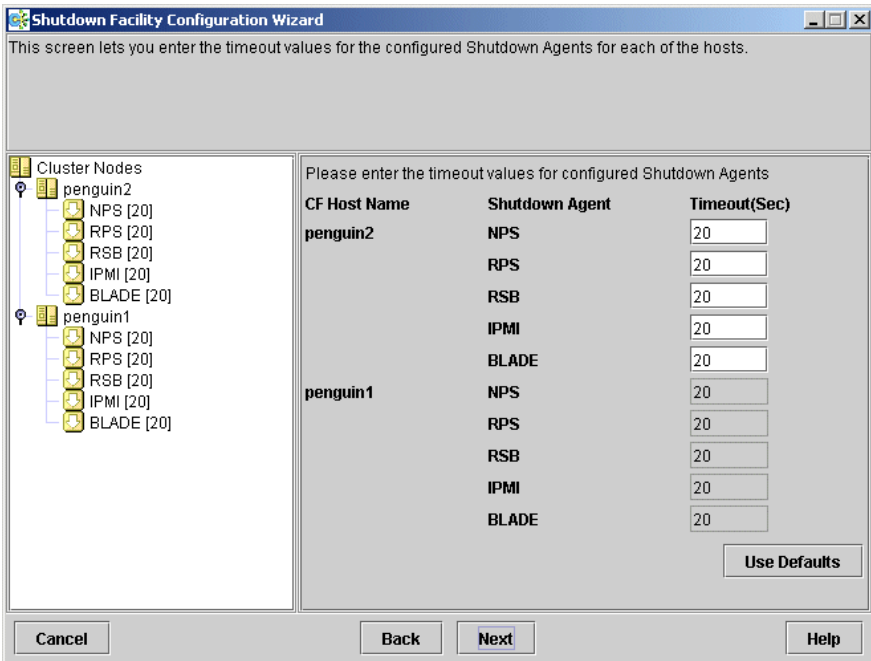 Shutdown Facility Configuration Wizard
This screen lets you enter the timeout values for the configured Shutdown Agents for each of the hosts.
Cluster Nodes
penguin2
NPS [20]
RPS [20]
RSB [20]
IPMI [20]
BLADE [20]
penguin1
NPS [20]
RPS [20]
RSB [20]
IPMI [20]
BLADE [20]
Please enter the timeout values for configured Shutdown Agents
CF Host Name Shutdown Agent Timeout(Sec)
penguin2 NPS 20
RPS 20
RSB 20
IPMI 20
BLADE 20
penguin1 NPS 20
RPS 20
RSB 20
IPMI 20
BLADE 20
Use Defaults
Cancel Back Next Help